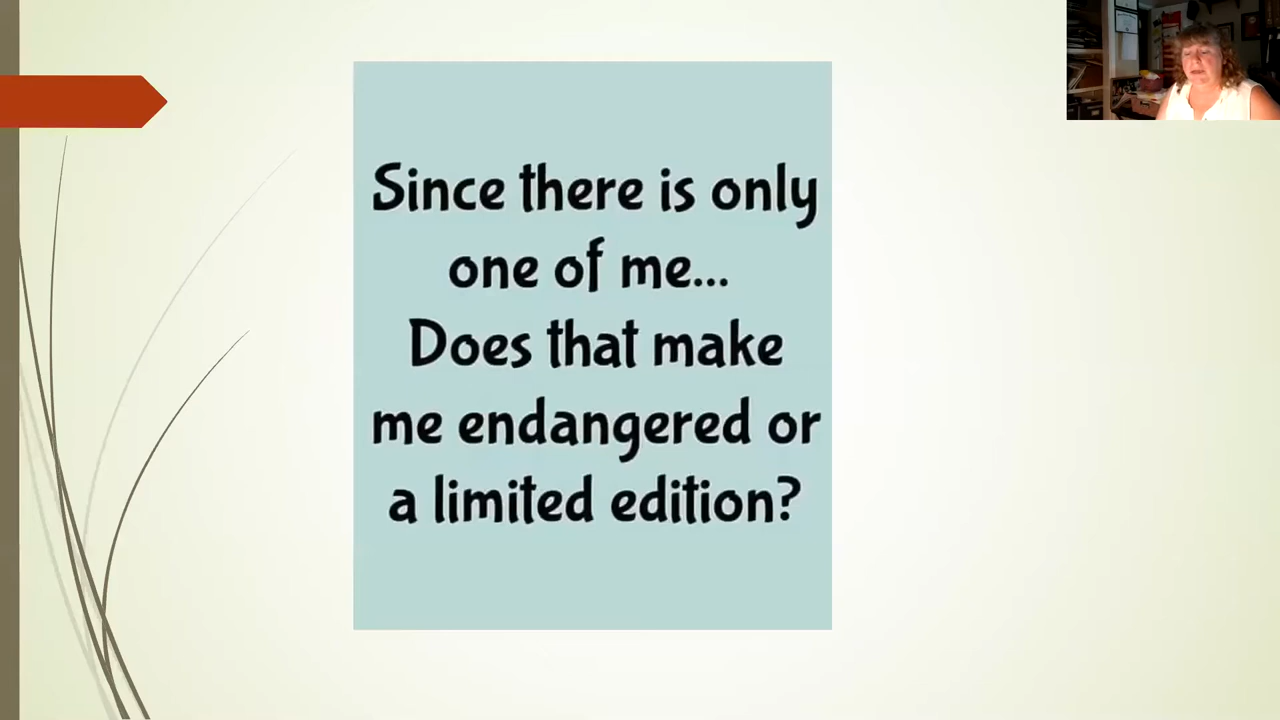 Since there is only
one of me...
Does that make
me endangered or
a limited edition?